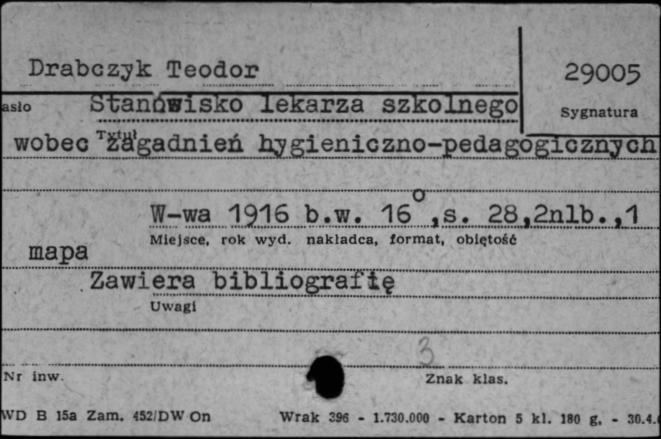 Drabczyk Teodor
29005
asło
Stanówisko lekarza szkolnego
Sygnatura
Tytuł
wobec zagadnień hygieniczno-pedagogicznych
W-wa 1916 b.w. 16°,s. 28,2nlb.,1
Miejsce, rok wyd. nakładca, format, objętość
mapa
Zawiera bibliografię
Uwagi
3
Nr inw.
Znak klas.
WD B 15a Zam. 452/DW On
Wrak 396 - 1.730.000 - Karton 5 kl. 180 g. - 30.4.